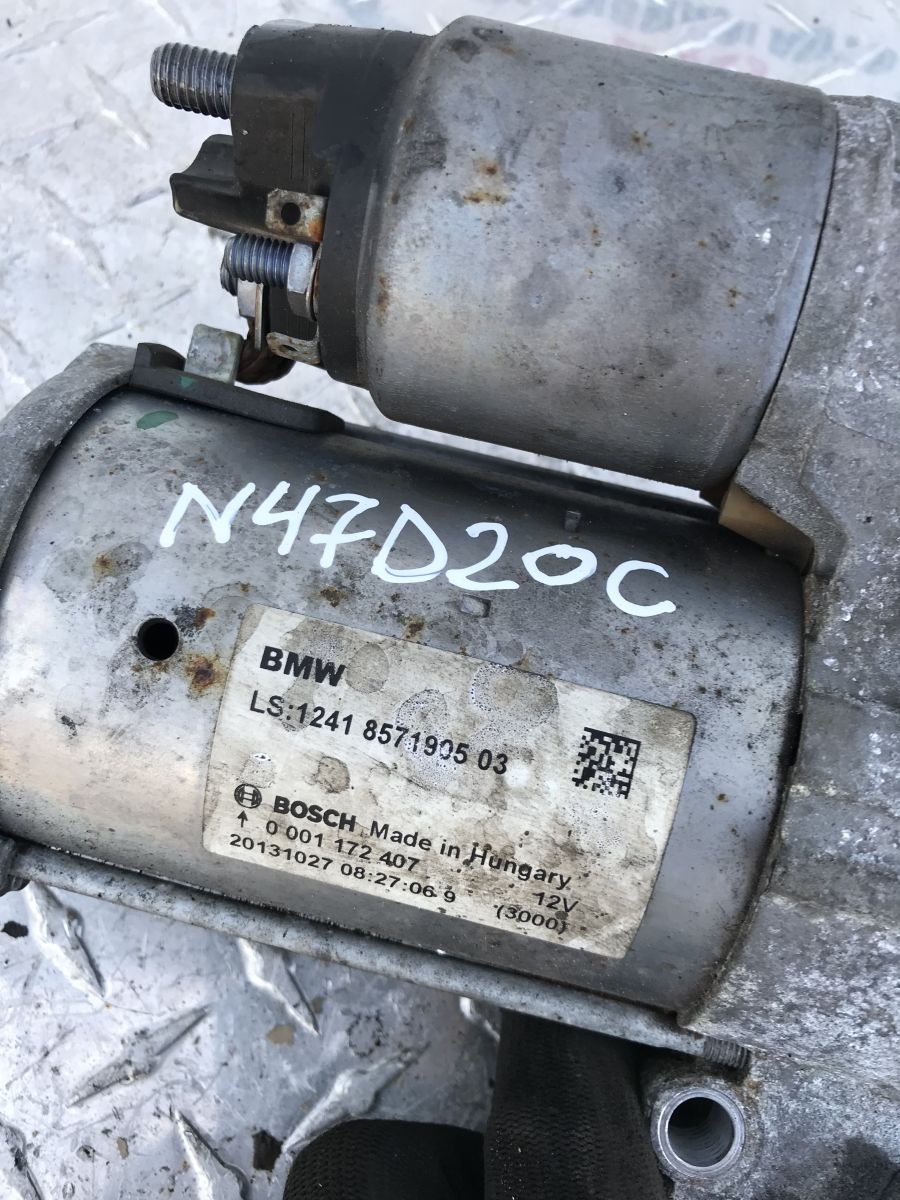 N47D20C
BMW
LS:1241 8571905 03
BOSCH Made in Hungary
↑ 0 001 172 407 12V
20131027 08:27:06 9 (3000)